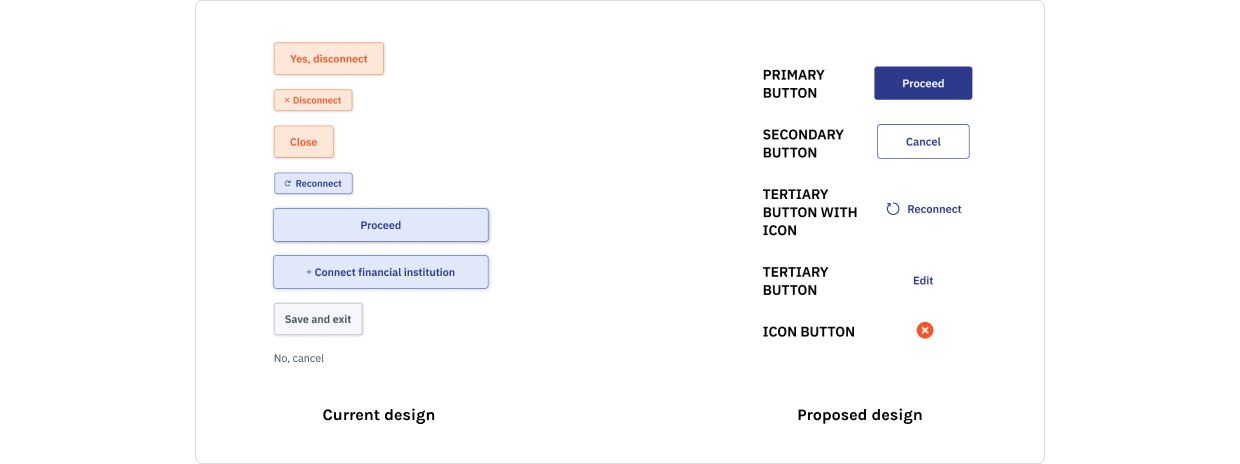 Yes, disconnect
× Disconnect
Close
Reconnect
Proceed
+ Connect financial institution
Save and exit
No, cancel
Current design
PRIMARY
BUTTON
Proceed
SECONDARY
BUTTON
Cancel
TERTIARY
BUTTON WITH
ICON
Reconnect
TERTIARY
BUTTON
Edit
ICON BUTTON
Proposed design